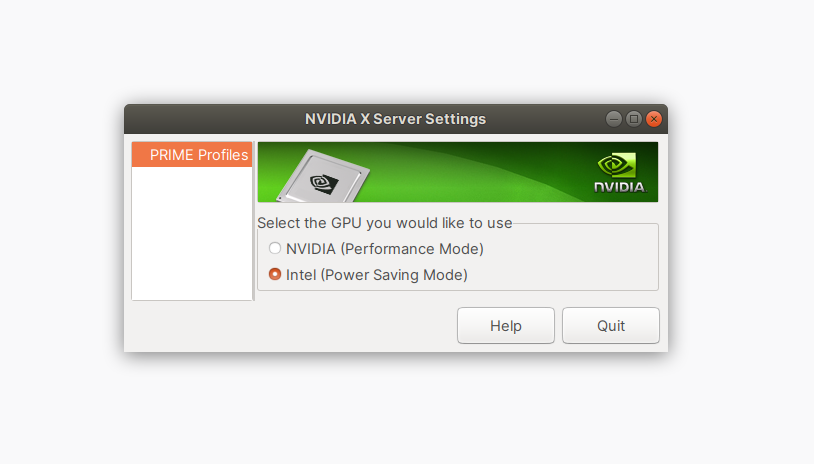 NVIDIA X Server Settings
PRIME Profiles
NVIDIA.
Select the GPU you would like to use
NVIDIA (Performance Mode)
Intel (Power Saving Mode)
Help
Quit